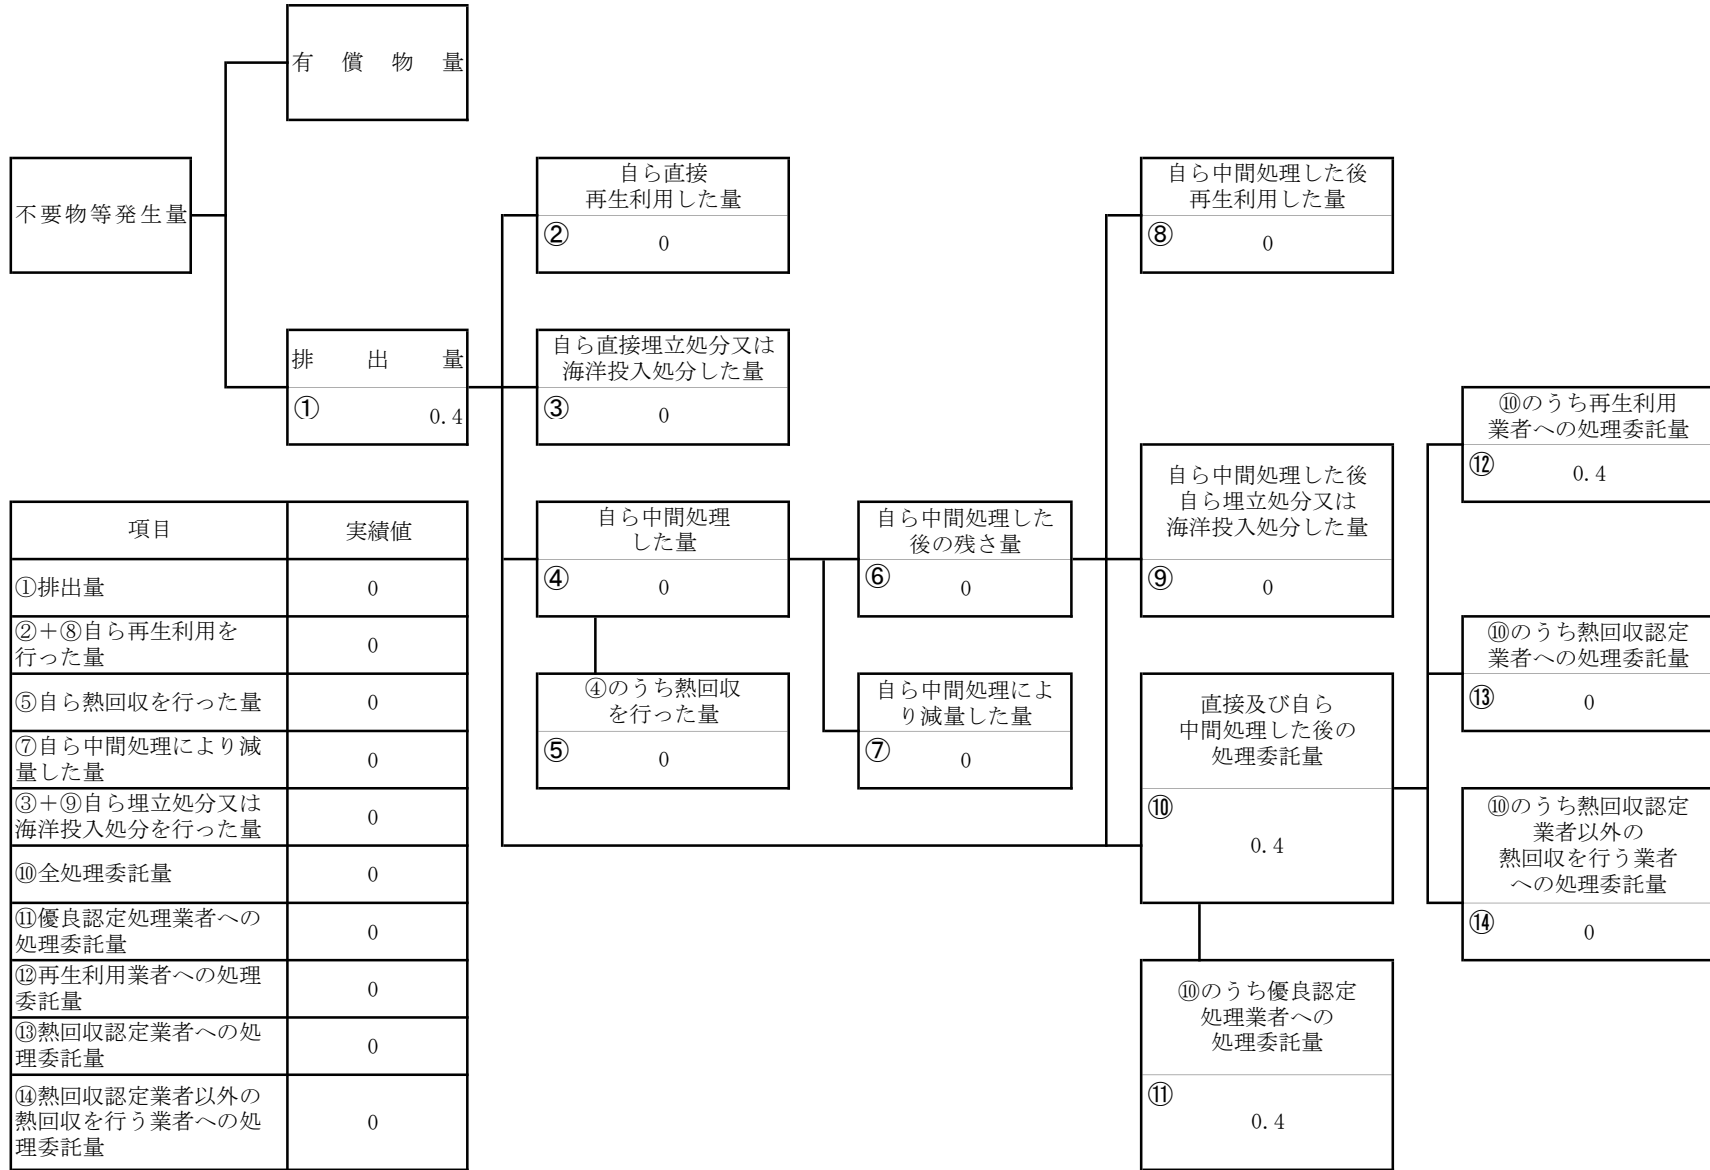 有償物量
不要物等発生量
排出量
①
0.4
自ら直接
再生利用した量
②
0
自ら直接埋立処分又は
海洋投入処分した量
③
0
自ら中間処理
した量
④
0
④のうち熱回収
を行った量
⑤
0
自ら中間処理した
後の残さ量
⑥
0
自ら中間処理によ
り減量した量
⑦
0
自ら中間処理した後
再生利用した量
⑧
0
自ら中間処理した後
自ら埋立処分又は
海洋投入処分した量
⑨
0
直接及び自ら
中間処理した後の
処理委託量
⑩
0.4
⑩のうち優良認定
処理業者への
処理委託量
⑪
0.4
⑩のうち再生利用
業者への処理委託量
⑫
0.4
⑩のうち熱回収認定
業者への処理委託量
⑬
0
⑩のうち熱回収認定
業者以外の
熱回収を行う業者
への処理委託量
⑭
0
項目 実績値
①排出量 0
②＋⑧自ら再生利用を
行った量 0
⑤自ら熱回収を行った量 0
⑦自ら中間処理により減
量した量 0
③＋⑨自ら埋立処分又は
海洋投入処分を行った量 0
⑩全処理委託量 0
⑪優良認定処理業者への
処理委託量 0
⑫再生利用業者への処理
委託量 0
⑬熱回収認定業者への処
理委託量 0
⑭熱回収認定業者以外の
熱回収を行う業者への処
理委託量 0